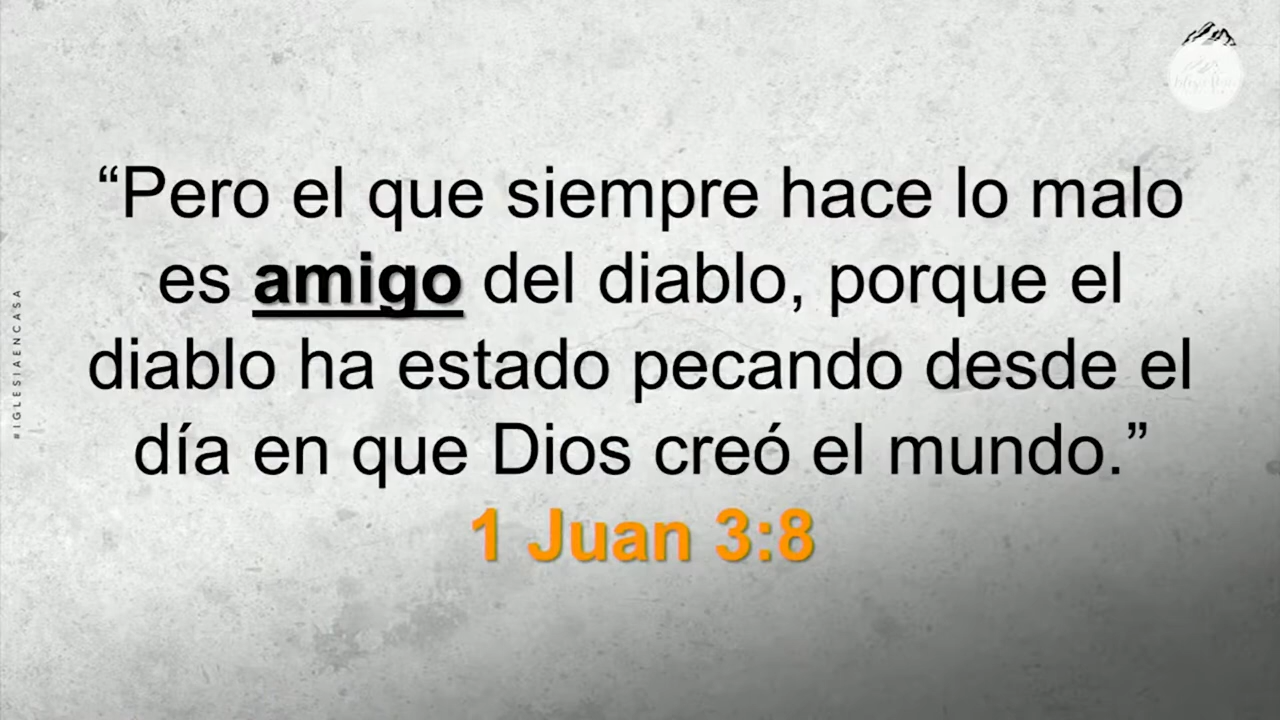 “Pero el que siempre hace lo malo
es amigo del diablo, porque el
diablo ha estado pecando desde el
día en que Dios creó el mundo.”
1 Juan 3:8
#IGLESIAENCASA